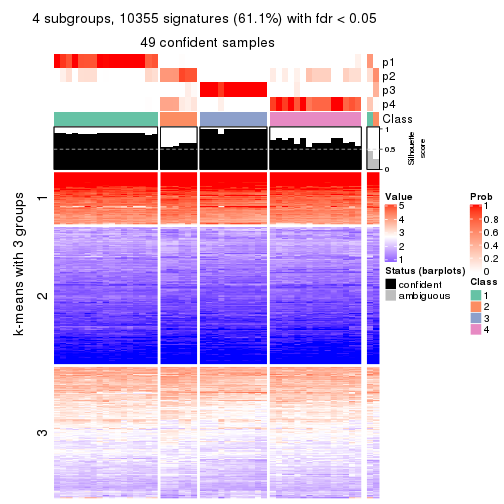 4 subgroups, 10355 signatures (61.1%) with fdr < 0.05
49 confident samples
p1
p2
p3
p4
Class
1
0.5
0
Silhouette
score
k-means with 3 groups
1
2
3
Value
5
4
3
2
1
Status (barplots)
confident
ambiguous
Prob
1
0.8
0.6
0.4
0.2
0
Class
1
2
3
4